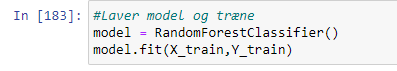 In [183]: #Laver model og træne
model = RandomForestClassifier()
model.fit(X_train,Y_train)